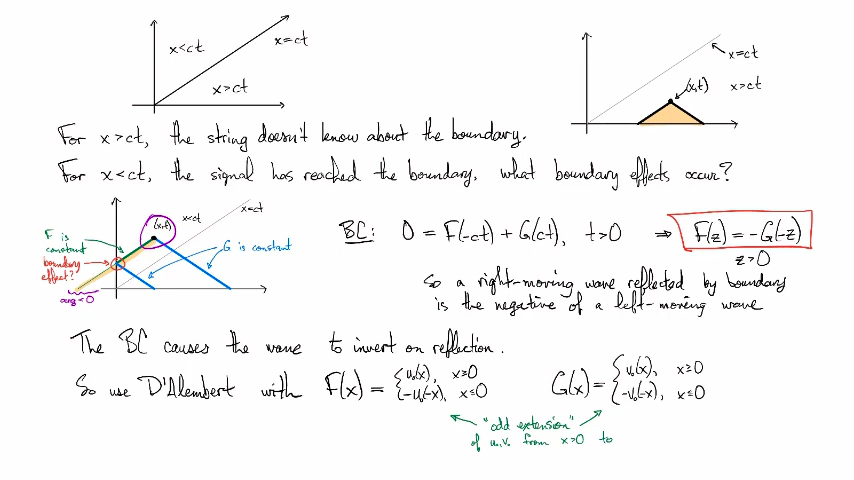 x<ct
x=ct
x>ct
x=ct
(x,t)
x>ct
For x>ct, the string doesn't know about the boundary.
For x<ct, the signal has reached the boundary, what boundary effects occur?
(x,t)
x<ct
x=ct
F is constant
G is constant
boundary effect?
arg<0
BC: 0 = F(-ct) + G(ct), t>0 ⇒ F(z) = -G(-z)
z>0
So a right-moving wave reflected by boundary
is the negative of a left-moving wave
The BC causes the wave to invert on reflection.
So use D'Alembert with F(x) = { u₀(x), x≥0 { -u₀(-x), x≤0 G(x) = { v₀(x), x≥0 { -v₀(-x), x≤0
"odd extension"
of u,v. from x>0 to